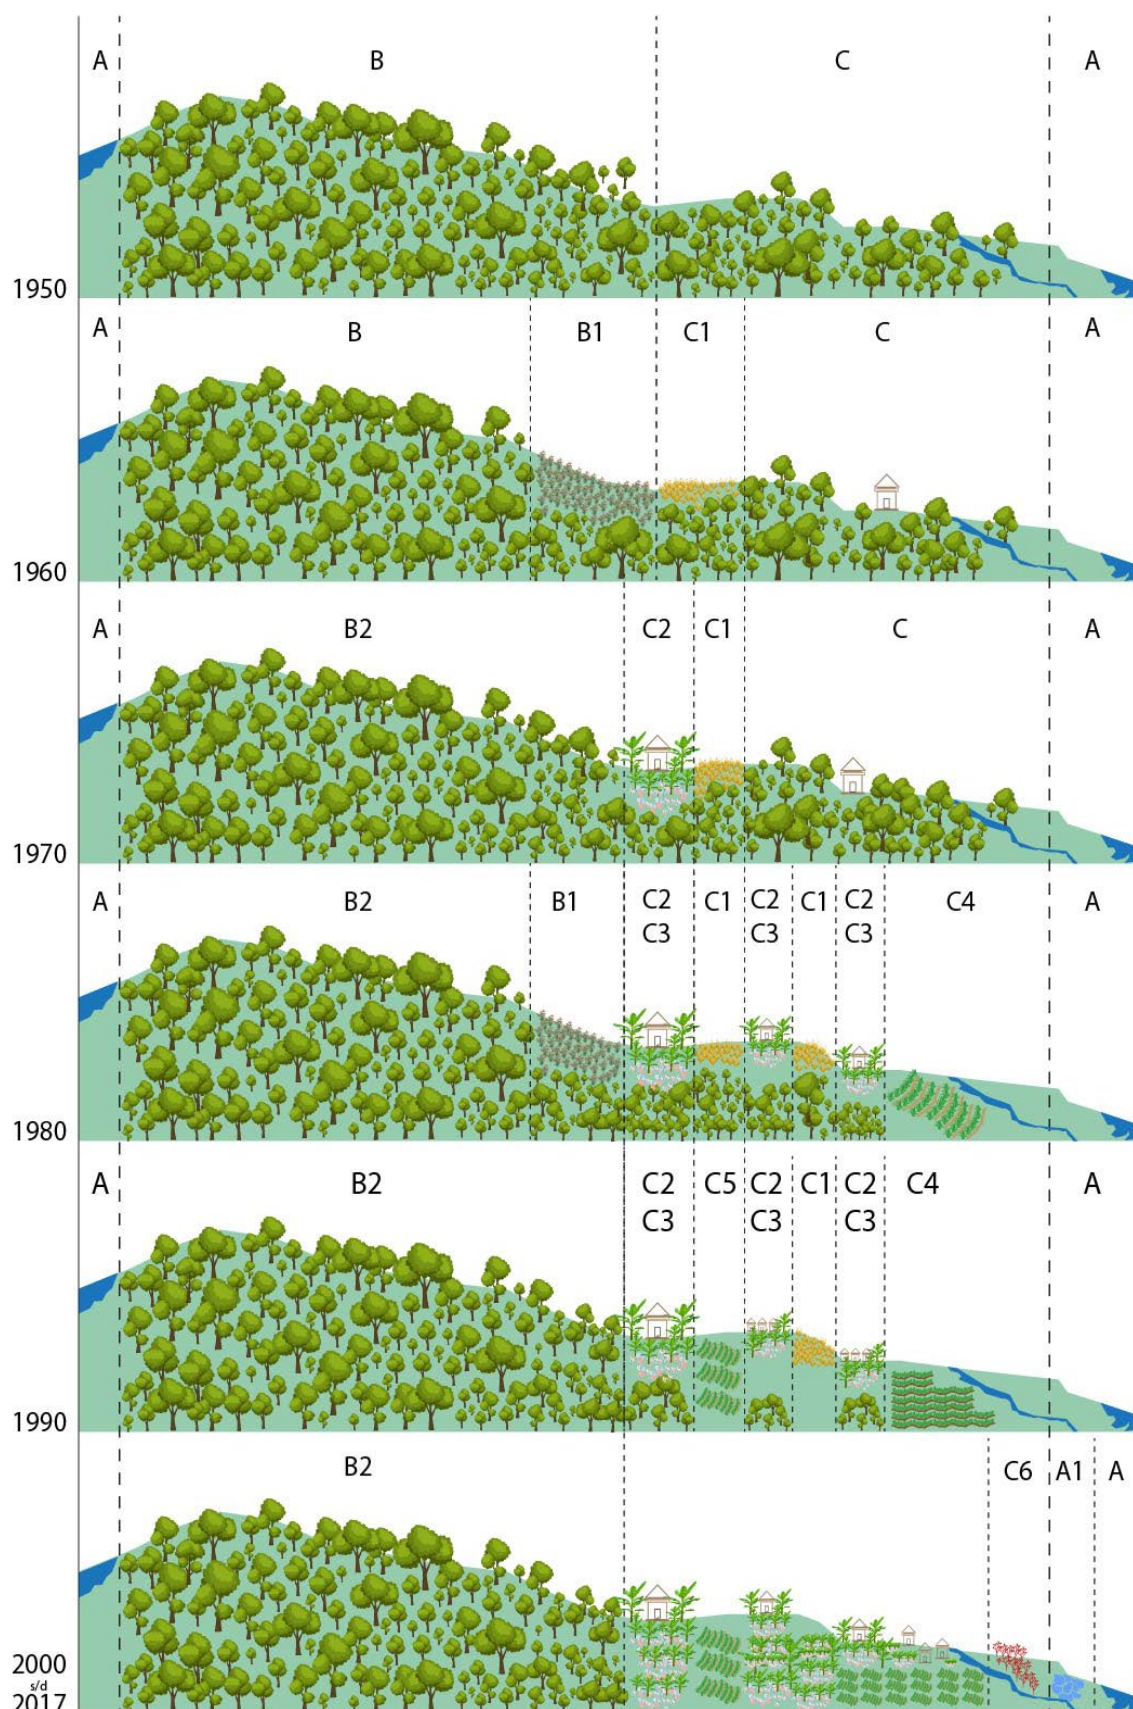 A B C A
1950
A B B1 C1 C A
1960
A B2 C2 C1 C A
1970
A B2 B1 C2 C1 C2 C1 C2 C4 A
C3 C3 C3
1980
A B2 C2 C5 C2 C1 C2 C4 A
C3 C3 C3
1990
B2 C6 A1 A
2000
s/d
2017